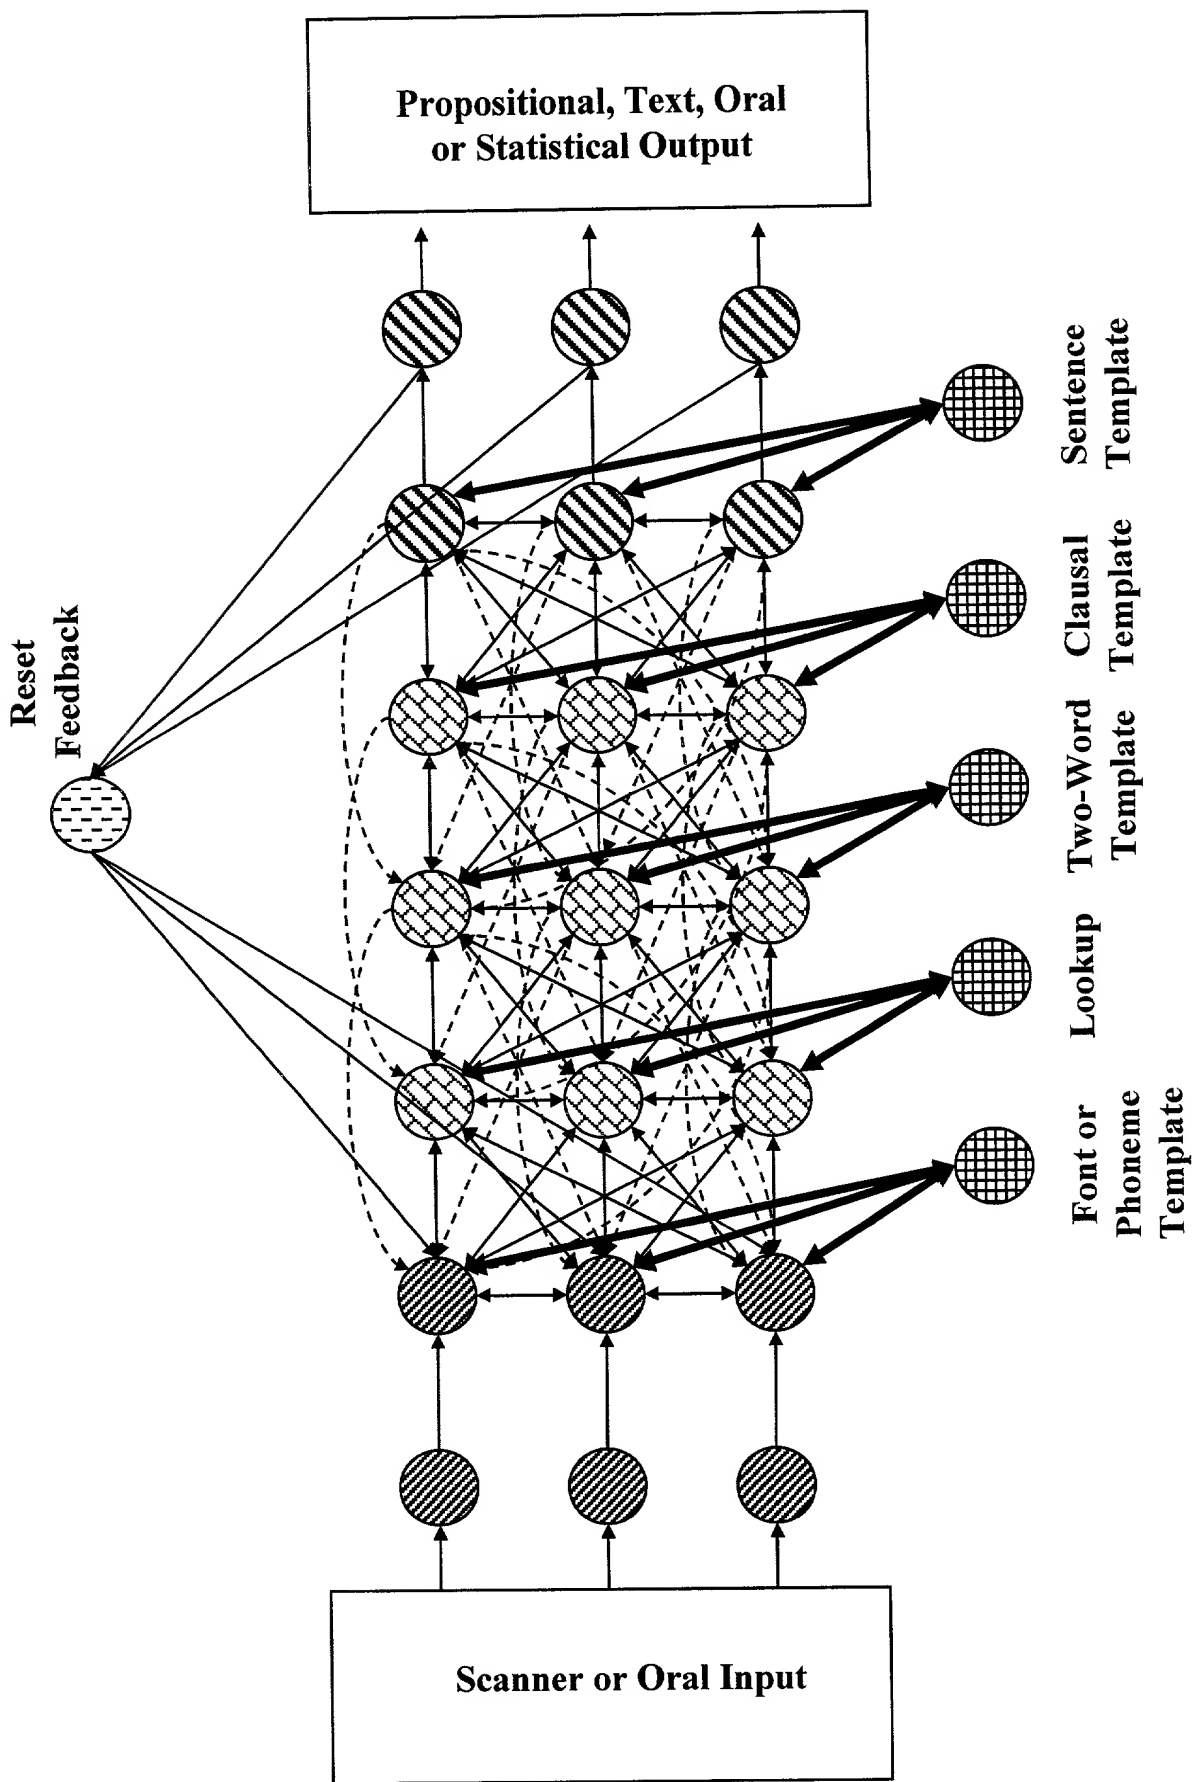 Propositional, Text, Oral
or Statistical Output
Reset
Feedback
Sentence
Template
Clausal
Template
Two-Word
Template
Lookup
Font or
Phoneme
Template
Scanner or Oral Input